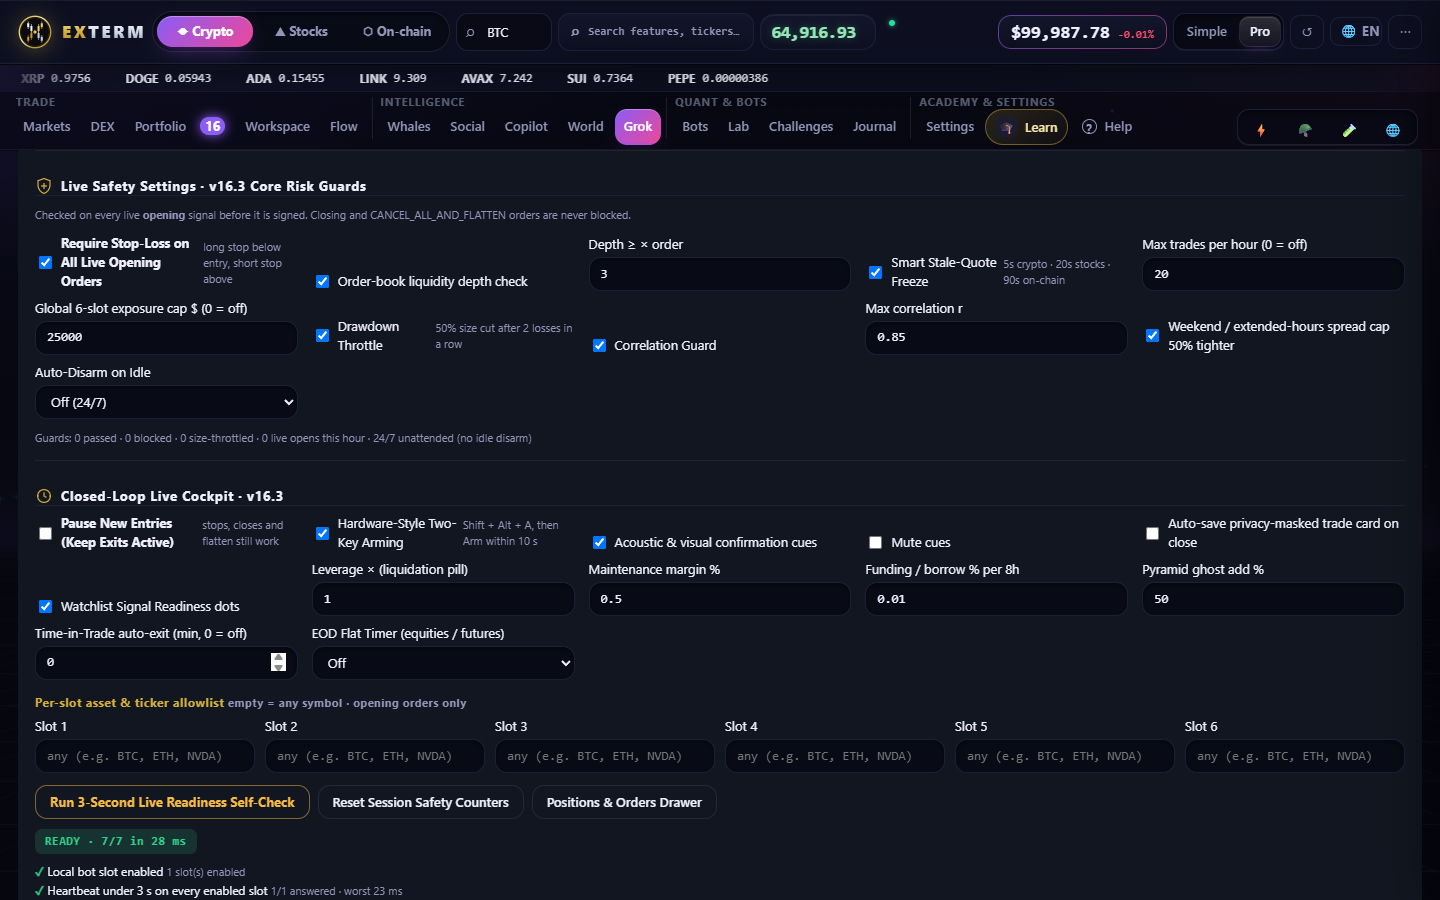 EXTERM
Crypto
Stocks
On-chain
BTC
Search features, tickers…
64,916.93
$99,987.78 -0.01%
Simple
Pro
EN
XRP 0.9756 DOGE 0.05943 ADA 0.15455 LINK 9.309 AVAX 7.242 SUI 0.7364 PEPE 0.00000386
TRADE
Markets DEX Portfolio 16 Workspace Flow
INTELLIGENCE
Whales Social Copilot World Grok
QUANT & BOTS
Bots Lab Challenges Journal
ACADEMY & SETTINGS
Settings Learn ? Help
Live Safety Settings · v16.3 Core Risk Guards
Checked on every live opening signal before it is signed. Closing and CANCEL_ALL_AND_FLATTEN orders are never blocked.
Require Stop-Loss on
All Live Opening
Orders
long stop below
entry, short stop
above
Order-book liquidity depth check
Depth ≥ × order
3
Smart Stale-Quote
Freeze
5s crypto · 20s stocks ·
90s on-chain
Max trades per hour (0 = off)
20
Global 6-slot exposure cap $ (0 = off)
25000
Drawdown
Throttle
50% size cut after 2 losses in
a row
Correlation Guard
Max correlation r
0.85
Weekend / extended-hours spread cap
50% tighter
Auto-Disarm on Idle
Off (24/7)
Guards: 0 passed · 0 blocked · 0 size-throttled · 0 live opens this hour · 24/7 unattended (no idle disarm)
Closed-Loop Live Cockpit · v16.3
Pause New Entries
(Keep Exits Active)
stops, closes and
flatten still work
Hardware-Style Two-
Key Arming
Shift + Alt + A, then
Arm within 10 s
Acoustic & visual confirmation cues
Mute cues
Auto-save privacy-masked trade card on
close
Watchlist Signal Readiness dots
Leverage × (liquidation pill)
1
Maintenance margin %
0.5
Funding / borrow % per 8h
0.01
Pyramid ghost add %
50
Time-in-Trade auto-exit (min, 0 = off)
0
EOD Flat Timer (equities / futures)
Off
Per-slot asset & ticker allowlist empty = any symbol · opening orders only
Slot 1 Slot 2 Slot 3 Slot 4 Slot 5 Slot 6
any (e.g. BTC, ETH, NVDA) any (e.g. BTC, ETH, NVDA) any (e.g. BTC, ETH, NVDA) any (e.g. BTC, ETH, NVDA) any (e.g. BTC, ETH, NVDA) any (e.g. BTC, ETH, NVDA)
Run 3-Second Live Readiness Self-Check
Reset Session Safety Counters
Positions & Orders Drawer
READY · 7/7 in 28 ms
✓ Local bot slot enabled 1 slot(s) enabled
✓ Heartbeat under 3 s on every enabled slot 1/1 answered · worst 23 ms